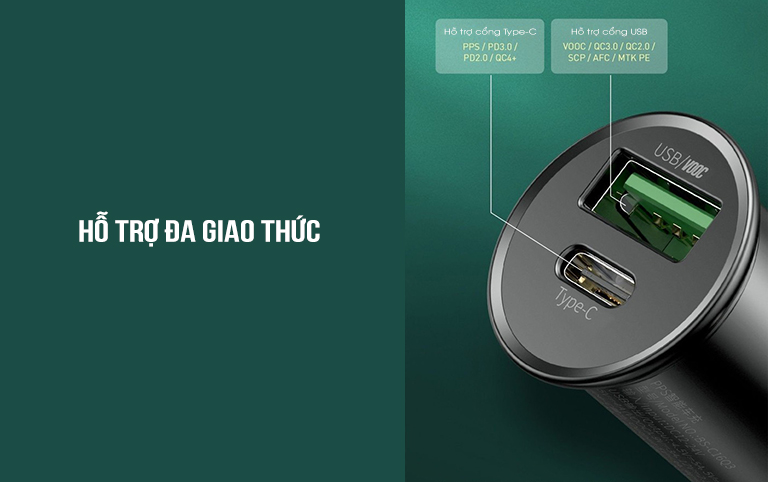 HỖ TRỢ ĐA GIAO THỨC
Hỗ trợ cổng Type-C
PPS / PD3.0 /
PD2.0 / QC4+
Hỗ trợ cổng USB
VOOC / QC3.0 / QC2.0 /
SCP / AFC / MTK PE
USB/VOOC
Type-C